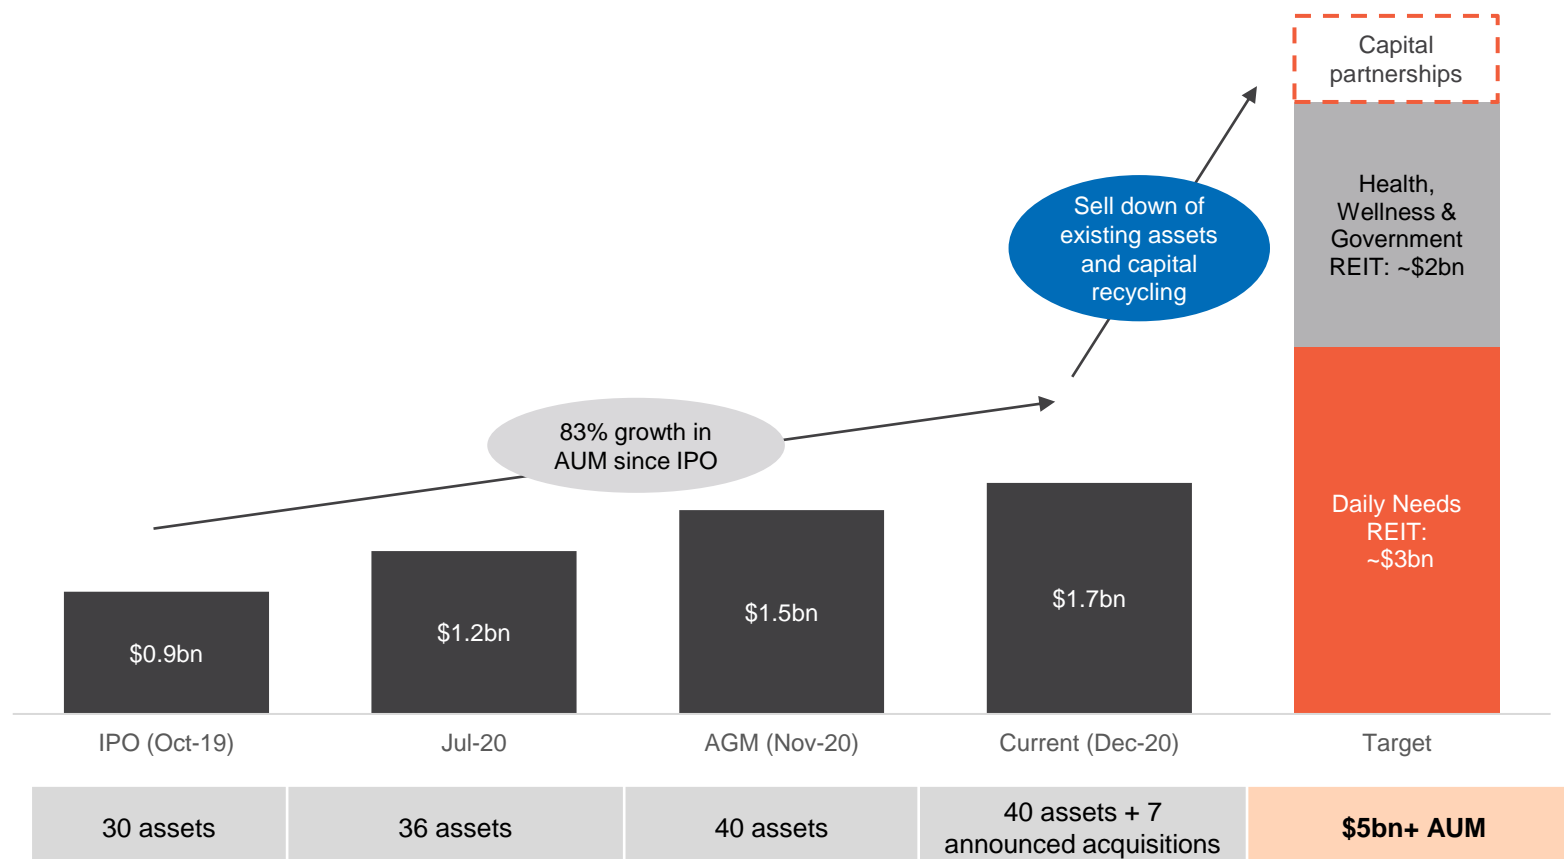 Capital
partnerships
Health,
Wellness &
Government
REIT: ~$2bn
Sell down of
existing assets
and capital
recycling
83% growth in
AUM since IPO
Daily Needs
REIT:
~$3bn
$0.9bn
$1.2bn
$1.5bn
$1.7bn
IPO (Oct-19)
Jul-20
AGM (Nov-20)
Current (Dec-20)
Target
30 assets
36 assets
40 assets
40 assets + 7
announced acquisitions
$5bn+ AUM